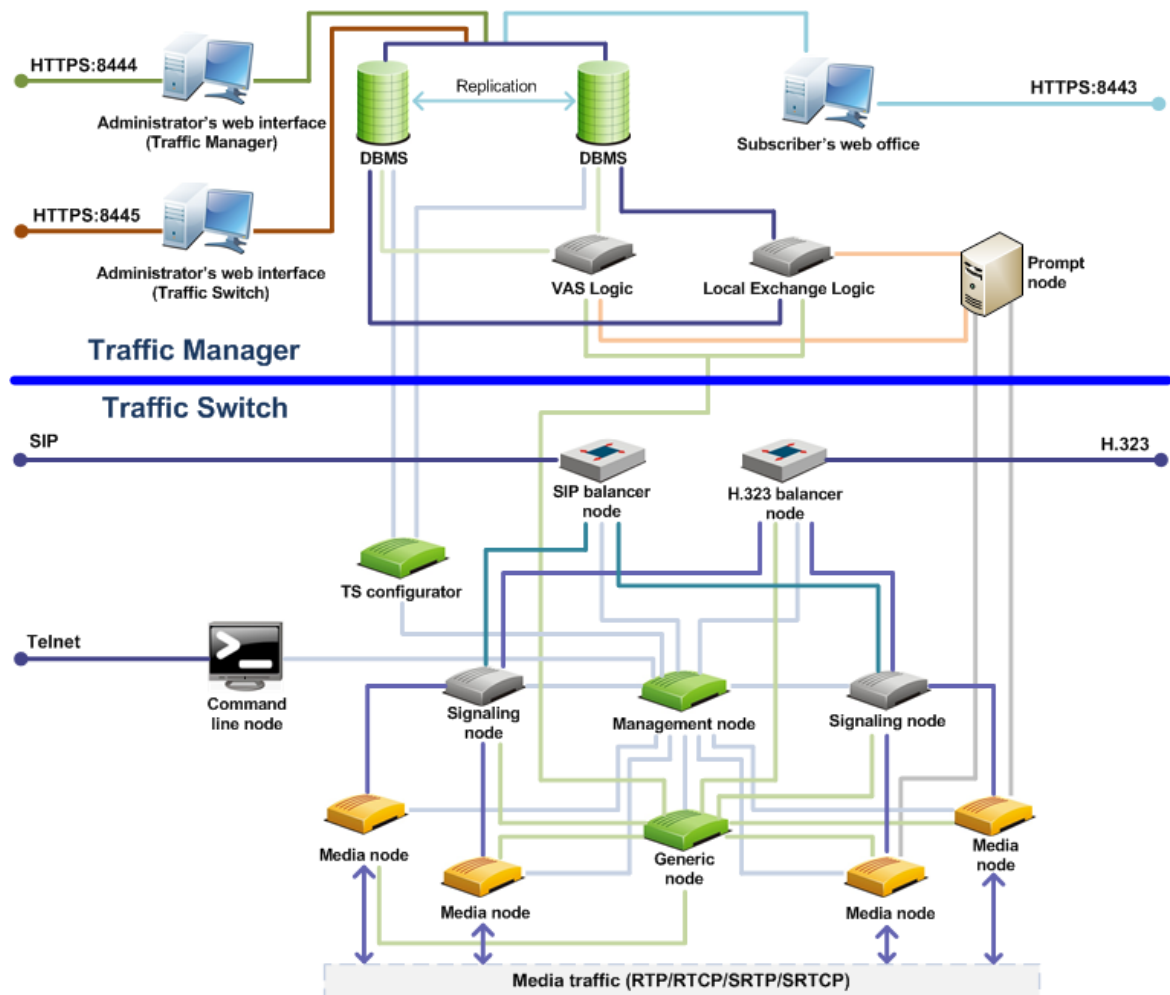 HTTPS:8444
Administrator's web interface
(Traffic Manager)
Replication
DBMS
DBMS
HTTPS:8443
Subscriber's web office
HTTPS:8445
Administrator's web interface
(Traffic Switch)
VAS Logic
Local Exchange Logic
Prompt
node
Traffic Manager
Traffic Switch
SIP
H.323
SIP balancer
node
H.323 balancer
node
TS configurator
Telnet
Command
line node
Signaling
node
Management node
Signaling node
Media node
Generic
node
Media
node
Media node
Media node
Media traffic (RTP/RTCP/SRTP/SRTCP)